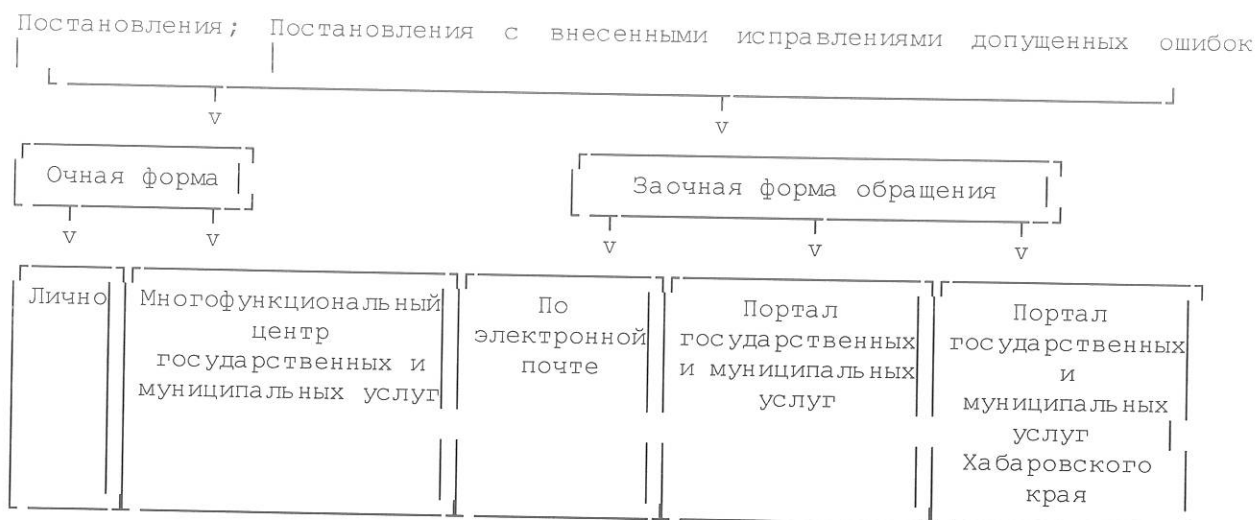 Постановления; Постановления с внесенными исправлениями допущенных ошибок
v
v
Очная форма
Заочная форма обращения
v
v
v
v
v
Лично
Многофункциональный
центр
государственных и
муниципальных услуг
По
электронной
почте
Портал
государственных
и муниципальных
услуг
Портал
государственных
и
муниципальных
услуг
Хабаровского
края